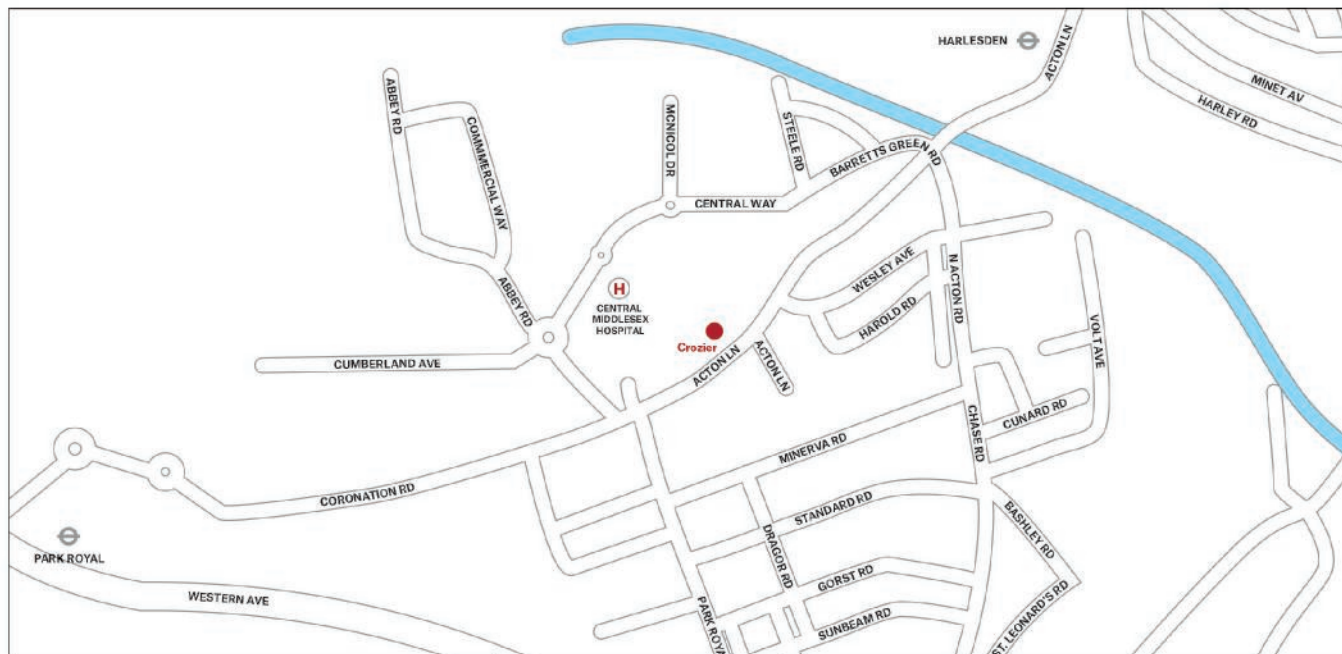 HARLESDEN
ACTON LN
MINET AV
HARLEY RD
ABBEY RD
COMMMERCIAL WAY
MCNICOL DR
STEELE RD
BARRETTS GREEN RD
CENTRAL WAY
ABBEY RD
H
CENTRAL
MIDDLESEX
HOSPITAL
Crozier
WESLEY AVE
N ACTON RD
HAROLD RD
VOLT AVE
ACTON LN
ACTON LN
CUMBERLAND AVE
CUNARD RD
CHASE RD
MINERVA RD
CORONATION RD
STANDARD RD
BASHLEY RD
DRAGOR RD
PARK ROYAL
GORST RD
WESTERN AVE
PARK ROYA
SUNBEAM RD
ST. LEONARD'S RD